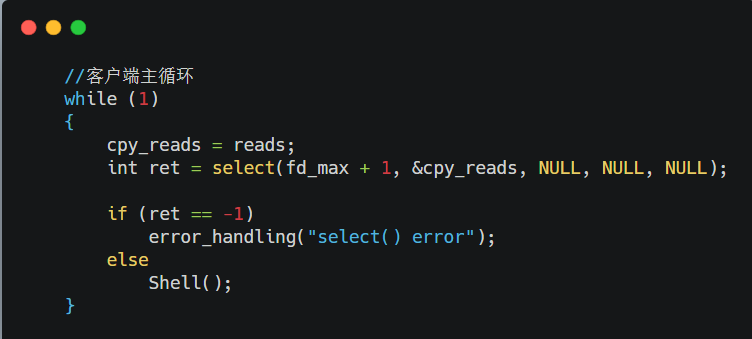 //客户端主循环
while (1)
{
    cpy_reads = reads;
    int ret = select(fd_max + 1, &cpy_reads, NULL, NULL, NULL);

    if (ret == -1)
        error_handling("select() error");
    else
        Shell();
}